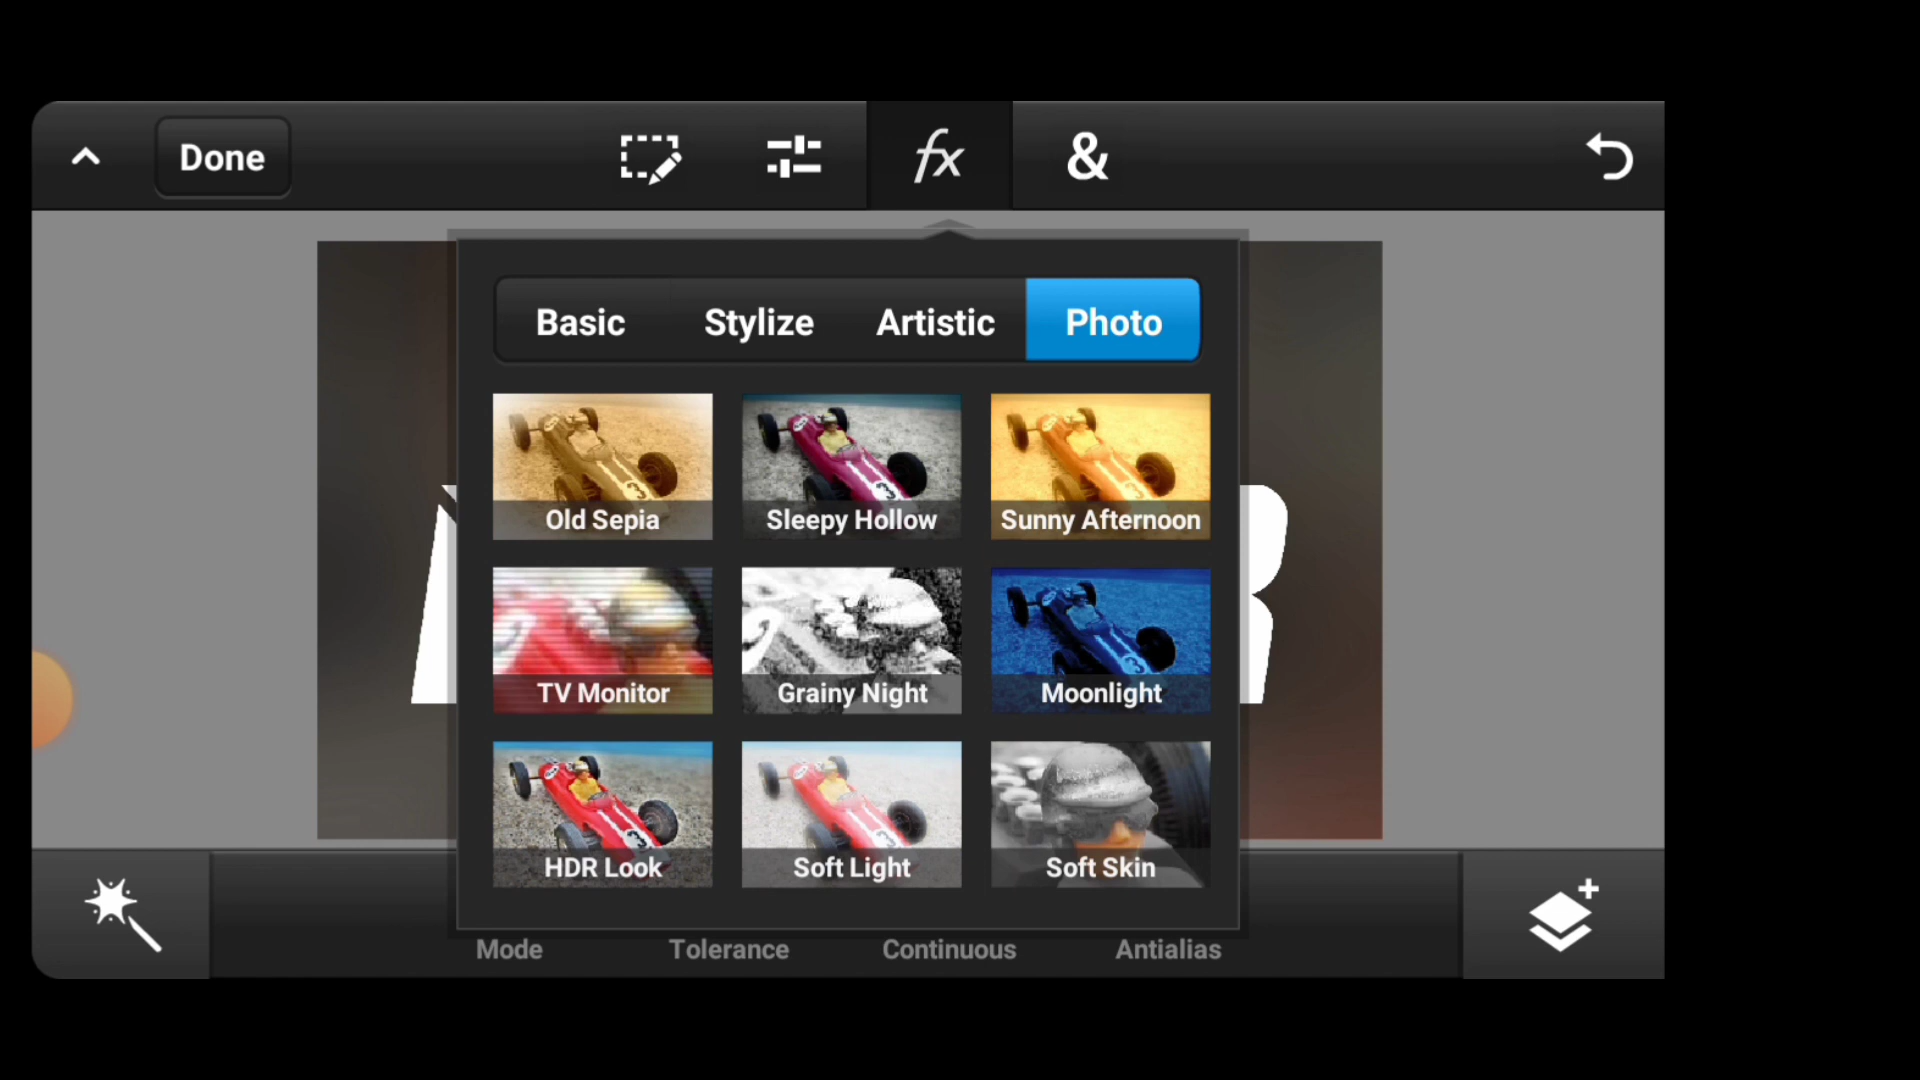 Done
fx
&
Basic Stylize Artistic Photo
Old Sepia Sleepy Hollow Sunny Afternoon
TV Monitor Grainy Night Moonlight
HDR Look Soft Light Soft Skin
Mode Tolerance Continuous Antialias